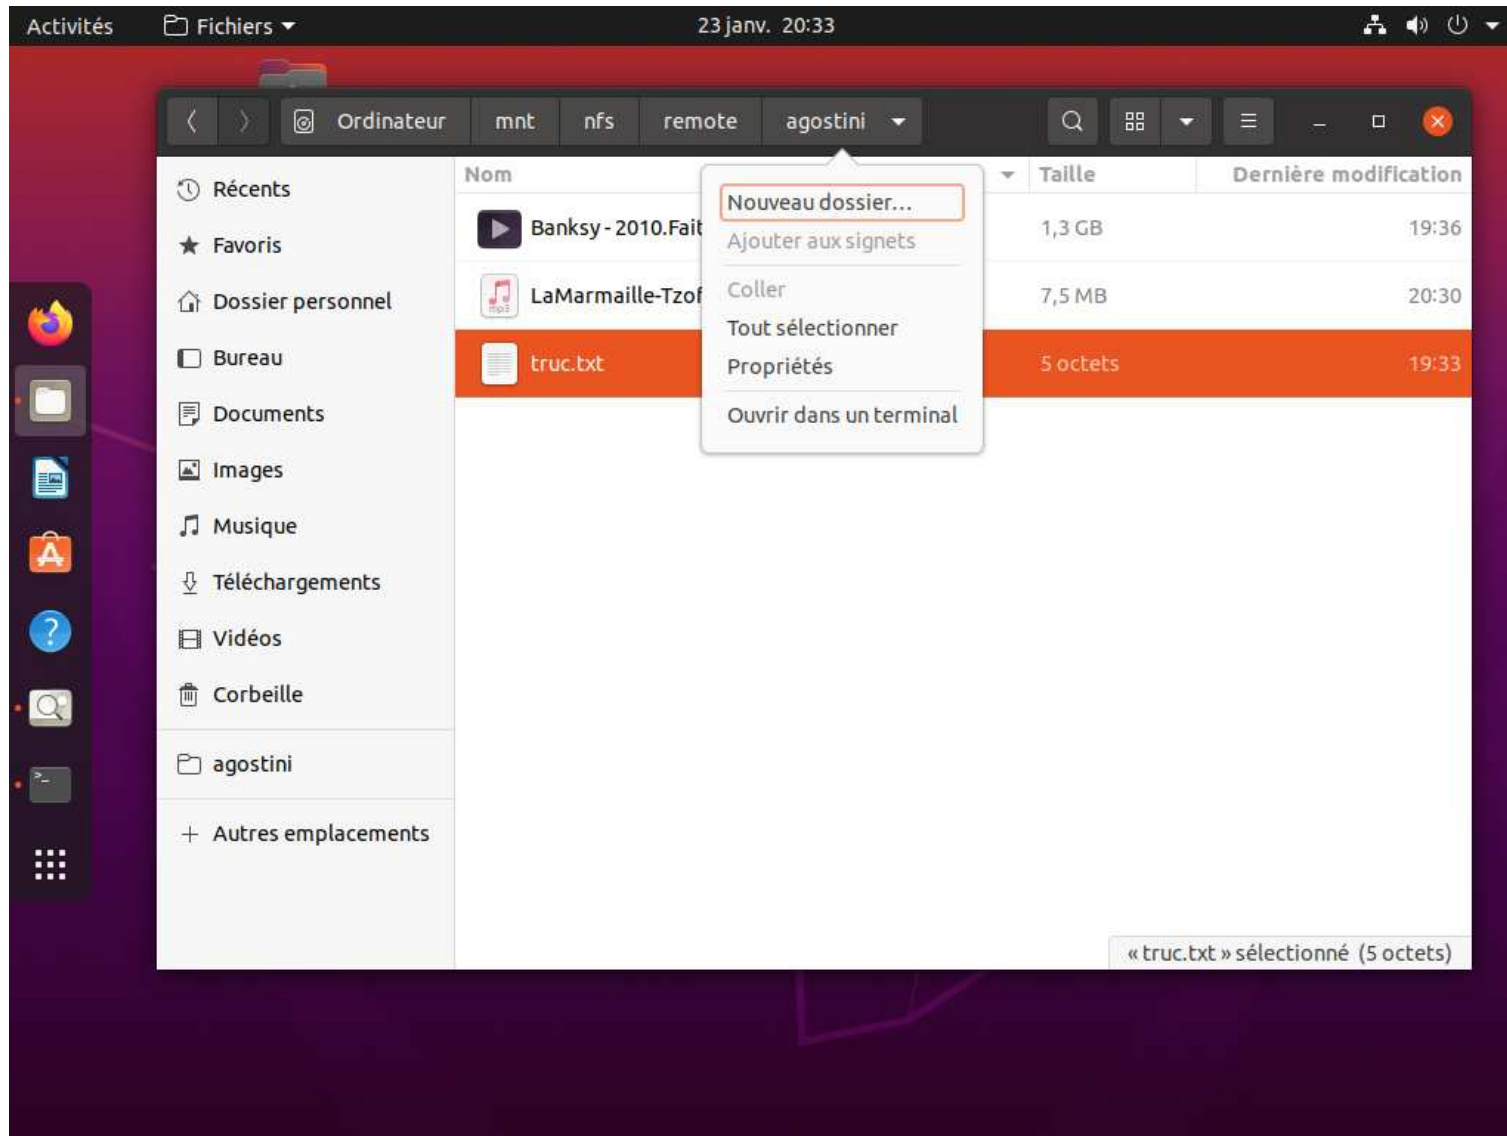 Activités Fichiers 23 janv. 20:33
Ordinateur mnt nfs remote agostini
Récents
Favoris
Dossier personnel
Bureau
Documents
Images
Musique
Téléchargements
Vidéos
Corbeille
agostini
Autres emplacements
Nom Taille Dernière modification
Banksy - 2010.Fait 1,3 GB 19:36
mp3
LaMarmaille-Tzof 7,5 MB 20:30
truc.txt 5 octets 19:33
Nouveau dossier…
Ajouter aux signets
Coller
Tout sélectionner
Propriétés
Ouvrir dans un terminal
« truc.txt » sélectionné (5 octets)